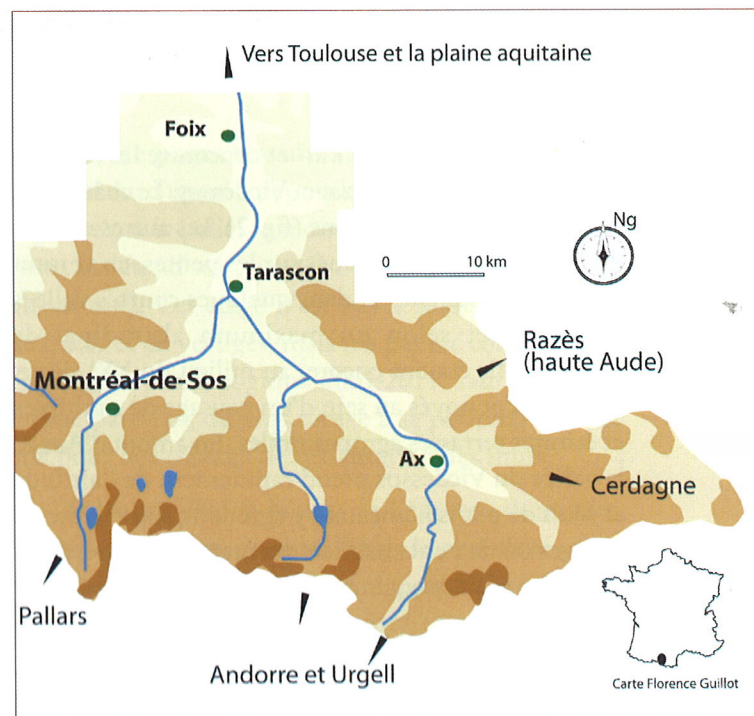 Vers Toulouse et la plaine aquitaine
Foix
Ng
0 10 km
Tarascon
Razès
(haute Aude)
Montréal-de-Sos
Ax
Cerdagne
Pallars
Andorre et Urgell
Carte Florence Guillot